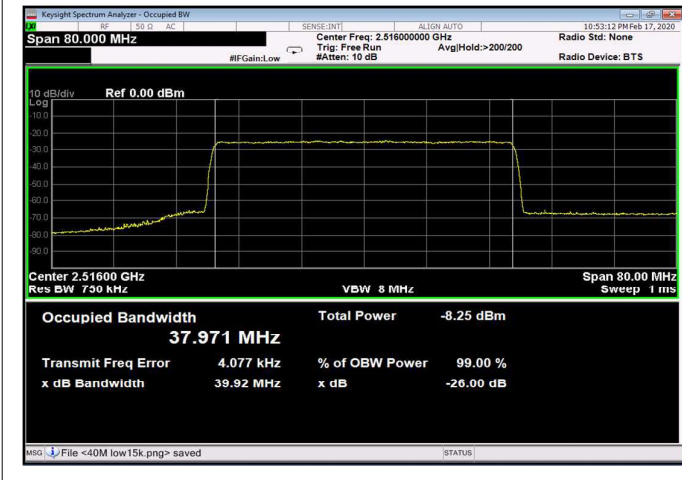 Keysight Spectrum Analyzer - Occupied BW
LXI RF 50 Ω AC SENSE:INT ALIGN AUTO 10:53:12 PM Feb 17, 2020
Span 80.000 MHz Center Freq: 2.516000000 GHz Radio Std: None
Trig: Free Run Avg|Hold:>200/200
#IFGain:Low #Atten: 10 dB Radio Device: BTS
10 dB/div Ref 0.00 dBm
Log
-10.0
-20.0
-30.0
-40.0
-50.0
-60.0
-70.0
-80.0
-90.0
Center 2.51600 GHz Span 80.00 MHz
Res BW 750 kHz VBW 8 MHz Sweep 1 ms
Occupied Bandwidth Total Power -8.25 dBm
37.971 MHz
Transmit Freq Error 4.077 kHz % of OBW Power 99.00 %
x dB Bandwidth 39.92 MHz x dB -26.00 dB
MSG File <40M low15k.png> saved STATUS